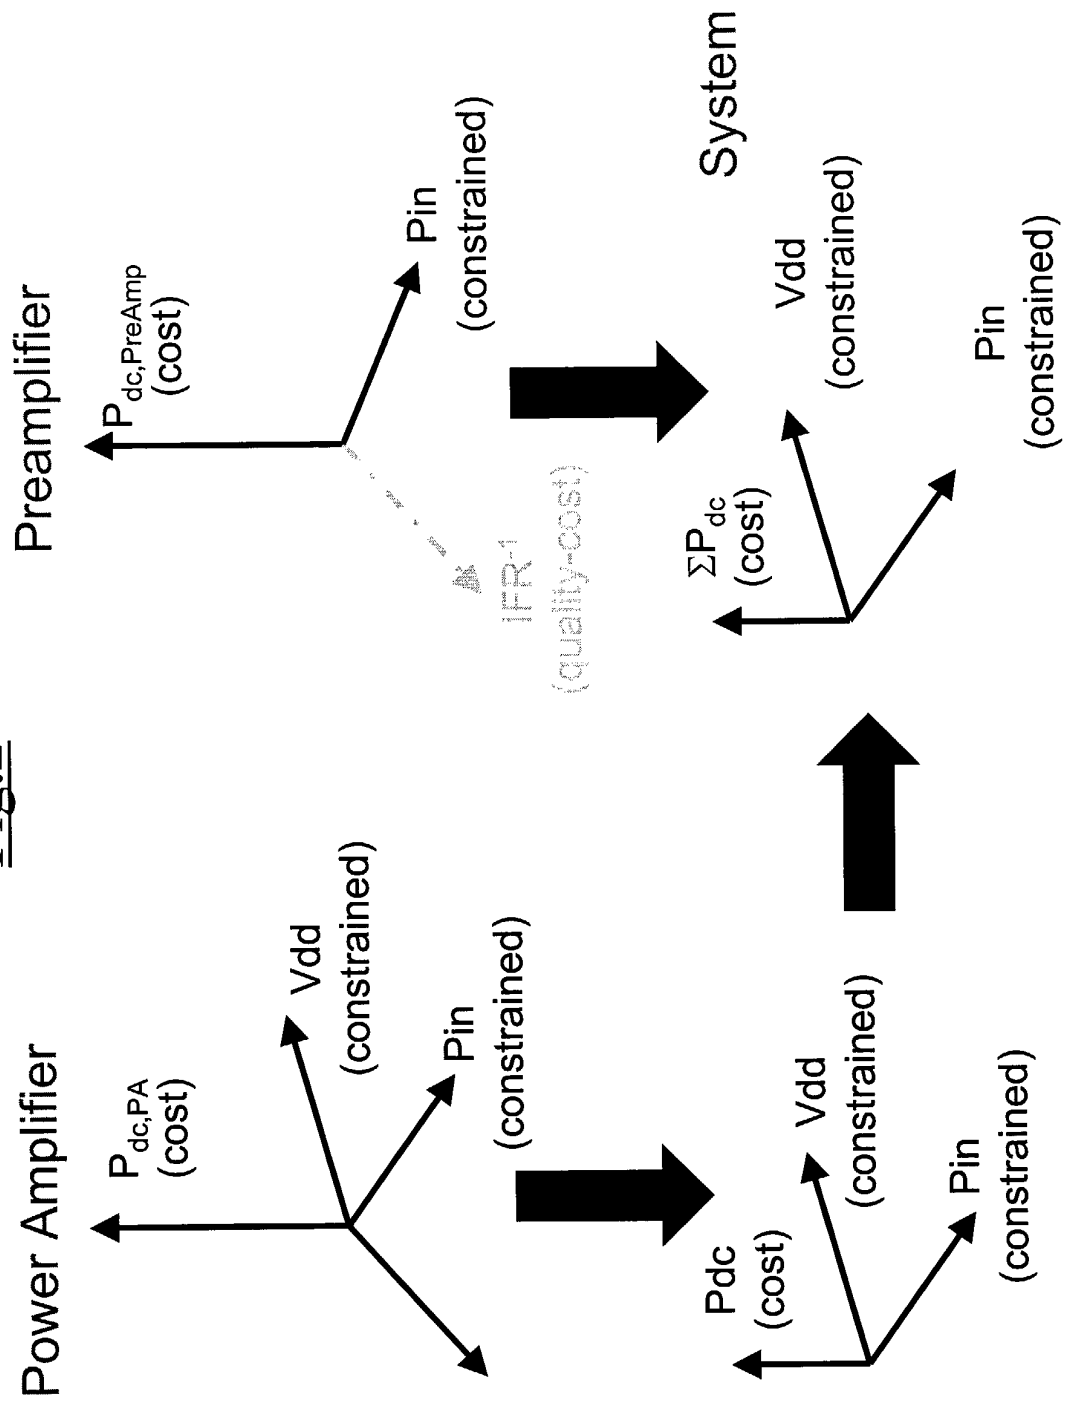 Power Amplifier
P_dc,PA
(cost)
Vdd
(constrained)
Pin
(constrained)
Preamplifier
P_dc,PreAmp
(cost)
Pin
(constrained)
IFR⁻¹
(quality-cost)
Pdc
(cost)
Vdd
(constrained)
Pin
(constrained)
System
ΣP_dc
(cost)
Vdd
(constrained)
Pin
(constrained)